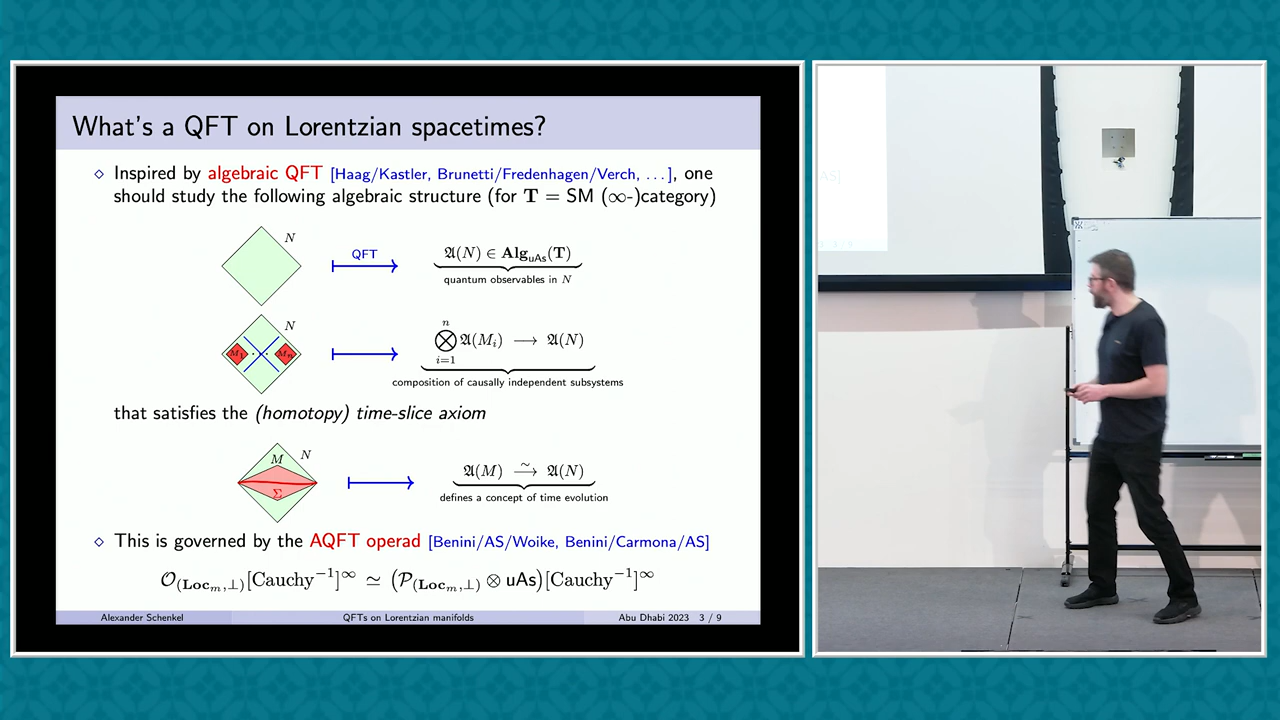 What's a QFT on Lorentzian spacetimes?
⋄ Inspired by algebraic QFT [Haag/Kastler, Brunetti/Fredenhagen/Verch, ...], one
should study the following algebraic structure (for T = SM (∞-)category)
N
QFT
𝔄(N) ∈ Alg_uAs(T)
quantum observables in N
N
M₁ ··· Mₙ
n
⨂ 𝔄(Mᵢ) ⟶ 𝔄(N)
i=1
composition of causally independent subsystems
that satisfies the (homotopy) time-slice axiom
M N
Σ
𝔄(M) ⟶~ 𝔄(N)
defines a concept of time evolution
⋄ This is governed by the AQFT operad [Benini/AS/Woike, Benini/Carmona/AS]
𝒪_(Loc_m,⊥)[Cauchy⁻¹]^∞ ≃ (𝒫_(Loc_m,⊥) ⊗ uAs)[Cauchy⁻¹]^∞
Alexander Schenkel QFTs on Lorentzian manifolds Abu Dhabi 2023 3 / 9